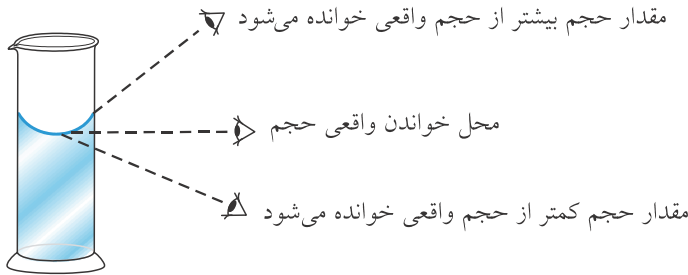 مقدار حجم بیشتر از حجم واقعی خوانده می‌شود
محل خواندن واقعی حجم
مقدار حجم کمتر از حجم واقعی خوانده می‌شود